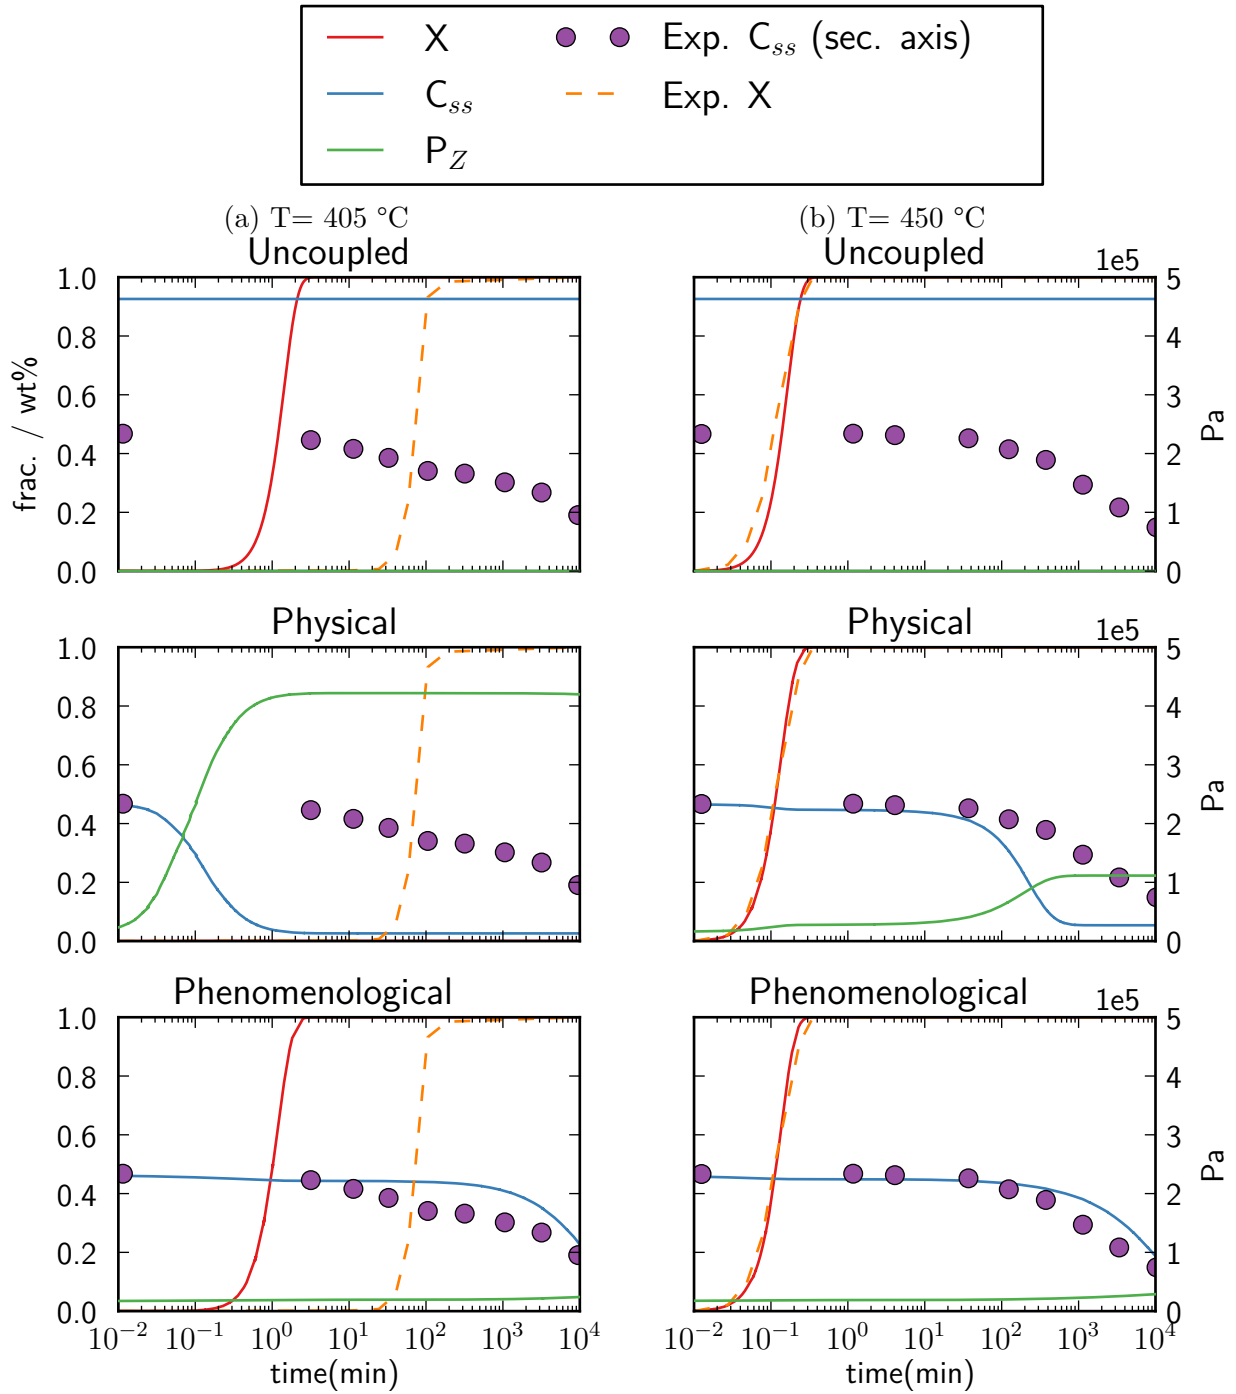 X
Exp. C_ss (sec. axis)
C_ss
Exp. X
P_Z
(a) T= 405 °C
(b) T= 450 °C
Uncoupled
Uncoupled
1e5
1.0
0.8
0.6
0.4
0.2
0.0
frac. / wt%
5
4
3
2
1
0
Pa
Physical
Physical
1e5
1.0
0.8
0.6
0.4
0.2
0.0
5
4
3
2
1
0
Pa
Phenomenological
Phenomenological
1e5
1.0
0.8
0.6
0.4
0.2
0.0
5
4
3
2
1
0
Pa
10^-2 10^-1 10^0 10^1 10^2 10^3 10^4
10^-2 10^-1 10^0 10^1 10^2 10^3 10^4
time(min)
time(min)